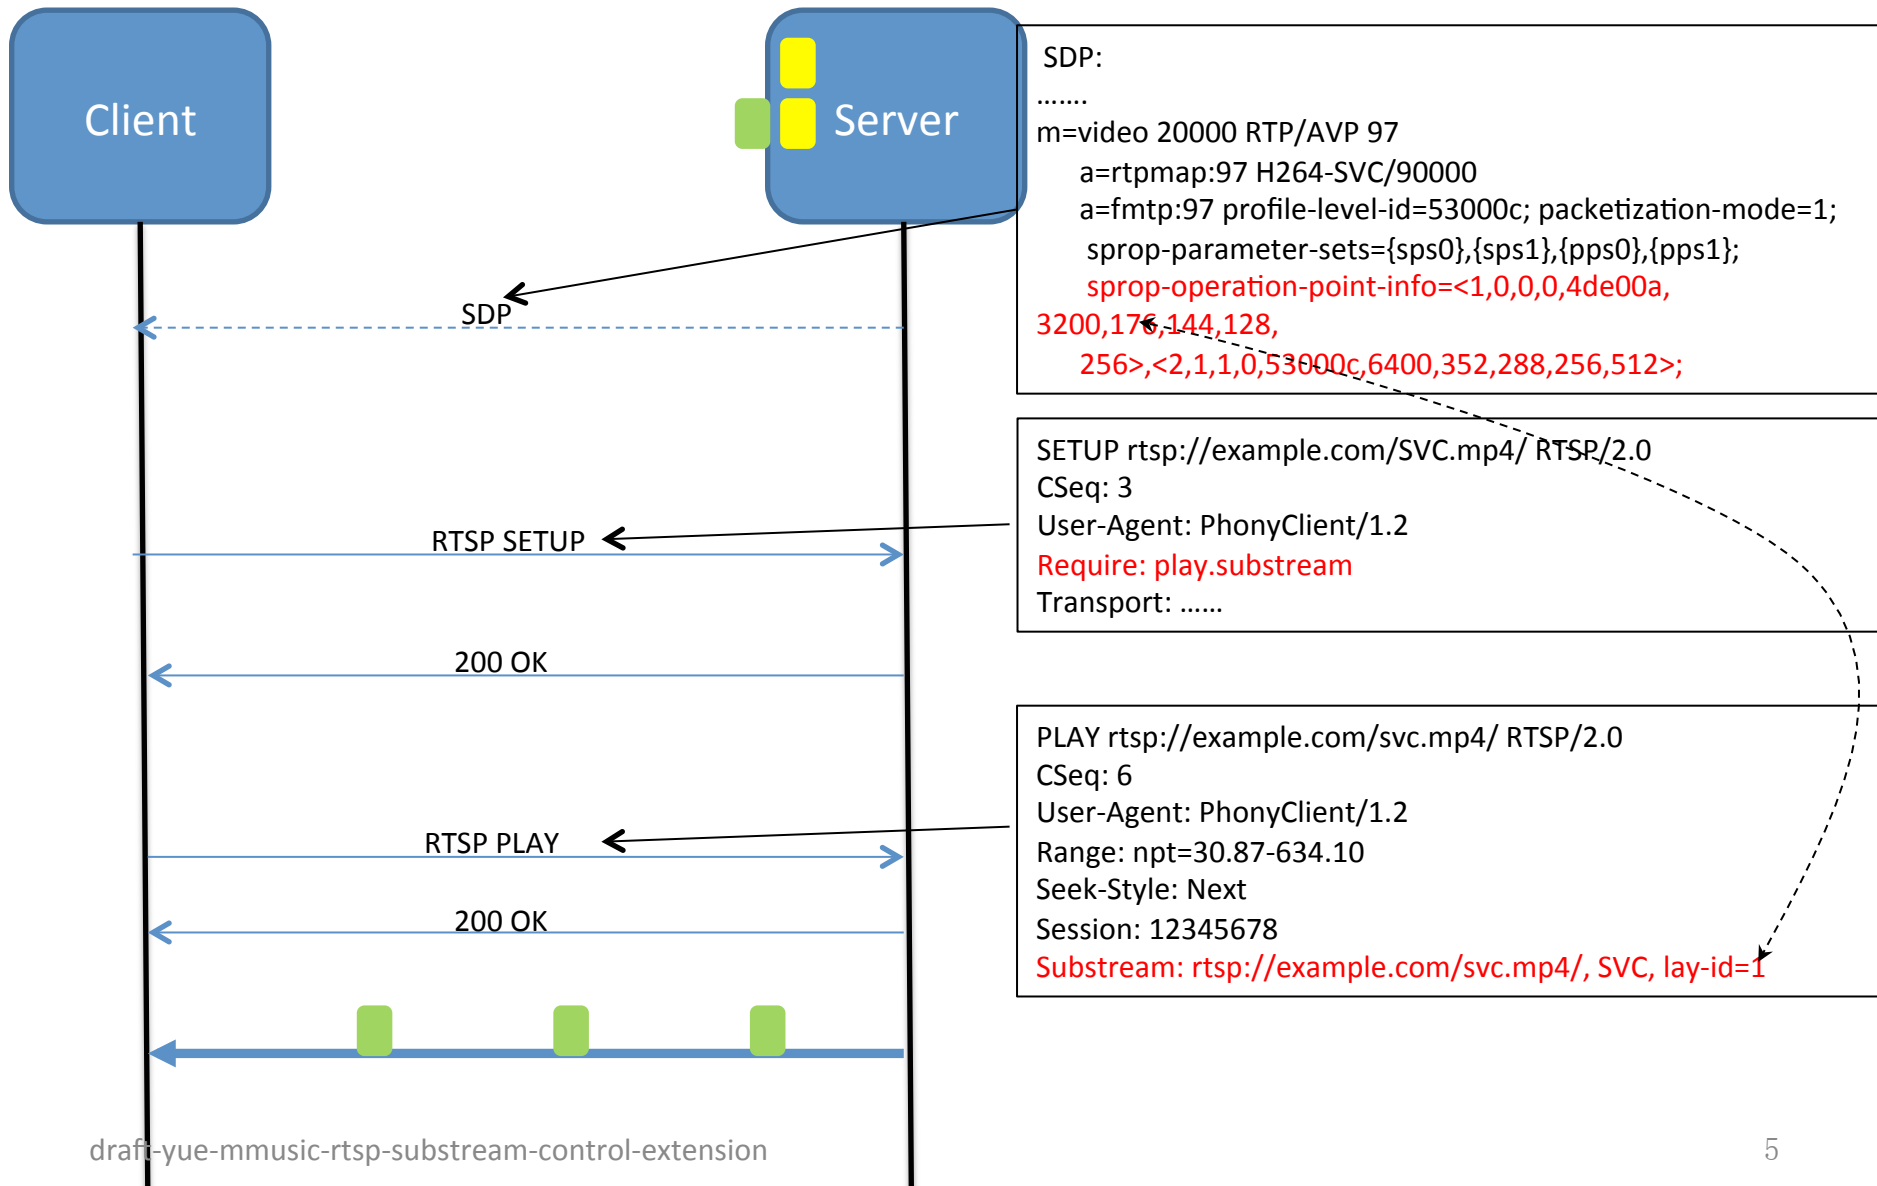 Client
Server
SDP:
.......
m=video 20000 RTP/AVP 97
a=rtpmap:97 H264-SVC/90000
a=fmtp:97 profile-level-id=53000c; packetization-mode=1;
sprop-parameter-sets={sps0},{sps1},{pps0},{pps1};
sprop-operation-point-info=<1,0,0,0,4de00a,
3200,176,144,128,
256>,<2,1,1,0,53000c,6400,352,288,256,512>;
SDP
SETUP rtsp://example.com/SVC.mp4/ RTSP/2.0
CSeq: 3
User-Agent: PhonyClient/1.2
Require: play.substream
Transport: ......
RTSP SETUP
200 OK
PLAY rtsp://example.com/svc.mp4/ RTSP/2.0
CSeq: 6
User-Agent: PhonyClient/1.2
Range: npt=30.87-634.10
Seek-Style: Next
Session: 12345678
Substream: rtsp://example.com/svc.mp4/, SVC, lay-id=1
RTSP PLAY
200 OK
draft-yue-mmusic-rtsp-substream-control-extension
5